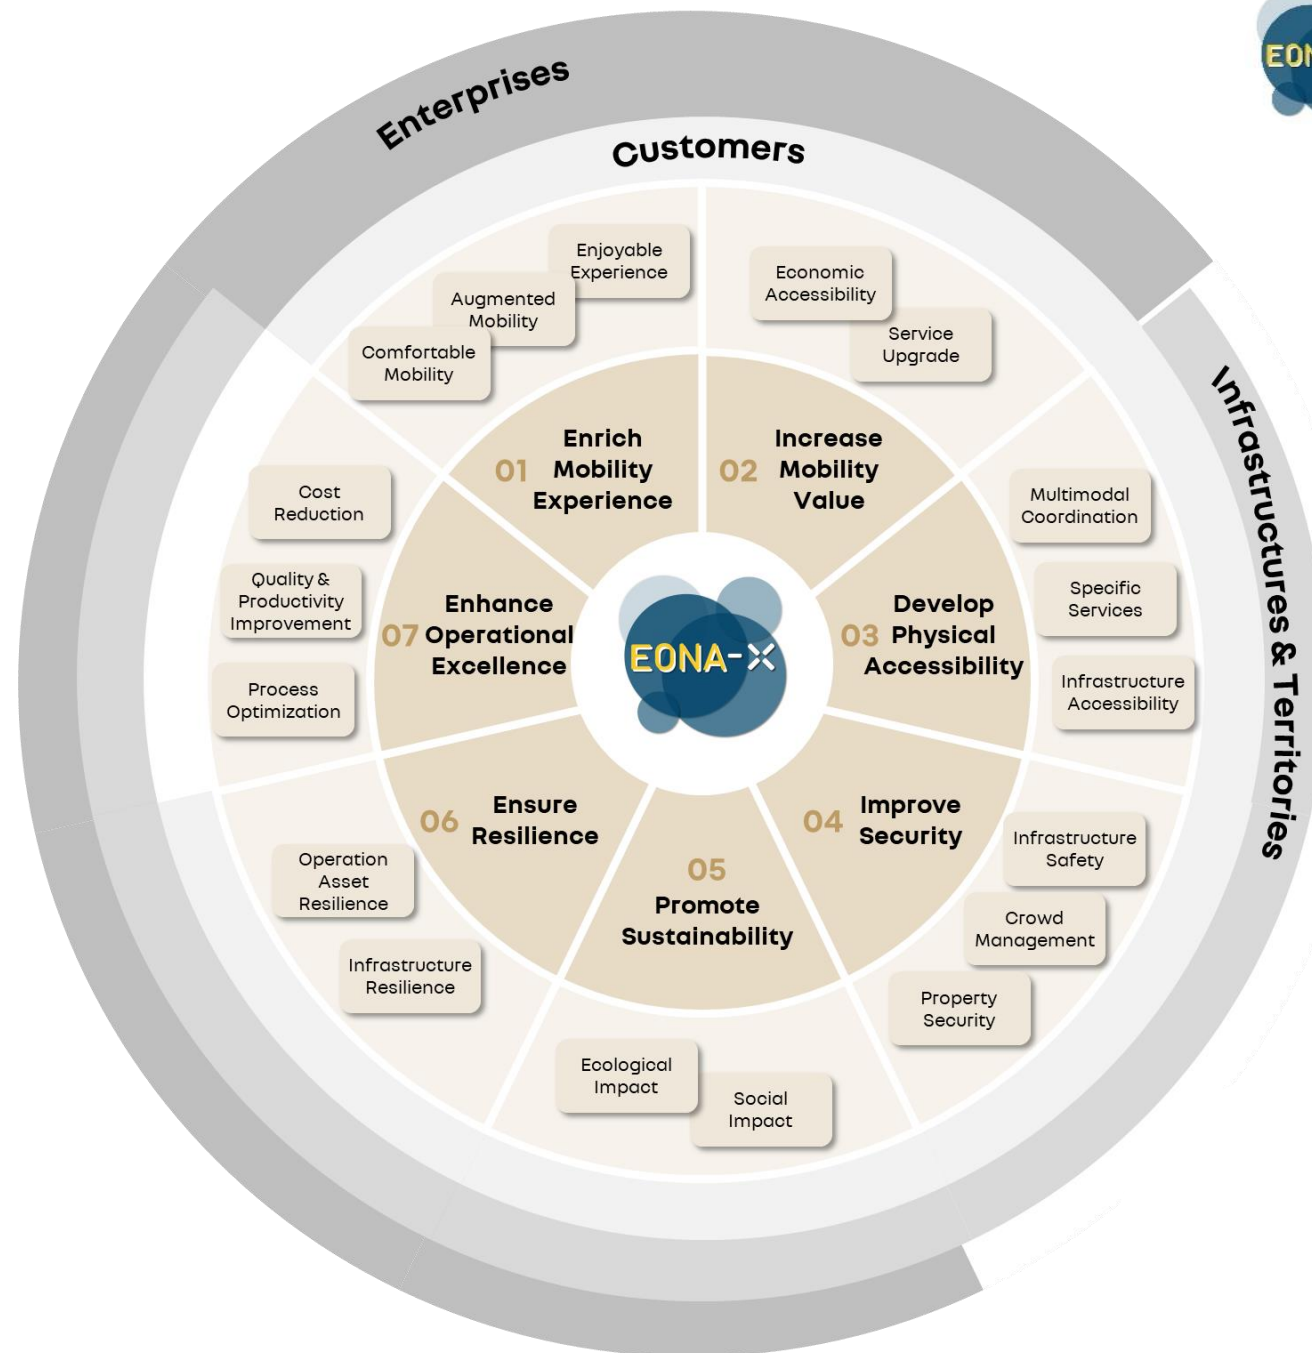 Enterprises
Customers
Infrastructures & Territories
Enjoyable
Experience
Augmented
Mobility
Comfortable
Mobility
Economic
Accessibility
Service
Upgrade
01
Enrich
Mobility
Experience
02
Increase
Mobility
Value
Multimodal
Coordination
Specific
Services
Infrastructure
Accessibility
03
Develop
Physical
Accessibility
Cost
Reduction
Quality &
Productivity
Improvement
Process
Optimization
07
Enhance
Operational
Excellence
EONA-X
04
Improve
Security
Infrastructure
Safety
Crowd
Management
Property
Security
05
Promote
Sustainability
Ecological
Impact
Social
Impact
06
Ensure
Resilience
Operation
Asset
Resilience
Infrastructure
Resilience